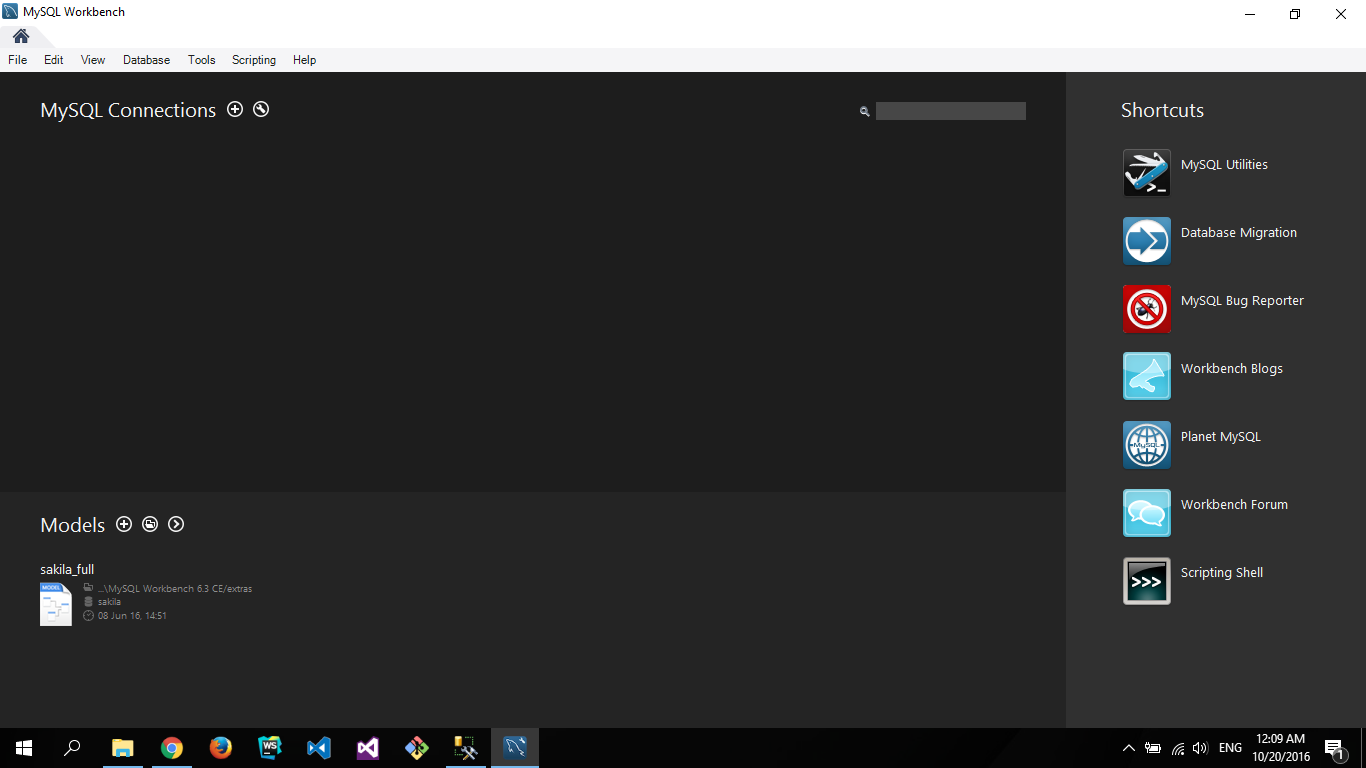 MySQL Workbench
File Edit View Database Tools Scripting Help
MySQL Connections
Shortcuts
MySQL Utilities
Database Migration
MySQL Bug Reporter
Workbench Blogs
Planet MySQL
MySQL
Workbench Forum
Scripting Shell
>>>
Models
sakila_full
MODEL
...\MySQL Workbench 6.3 CE/extras
sakila
08 Jun 16, 14:51
WS
ENG
12:09 AM
10/20/2016
1